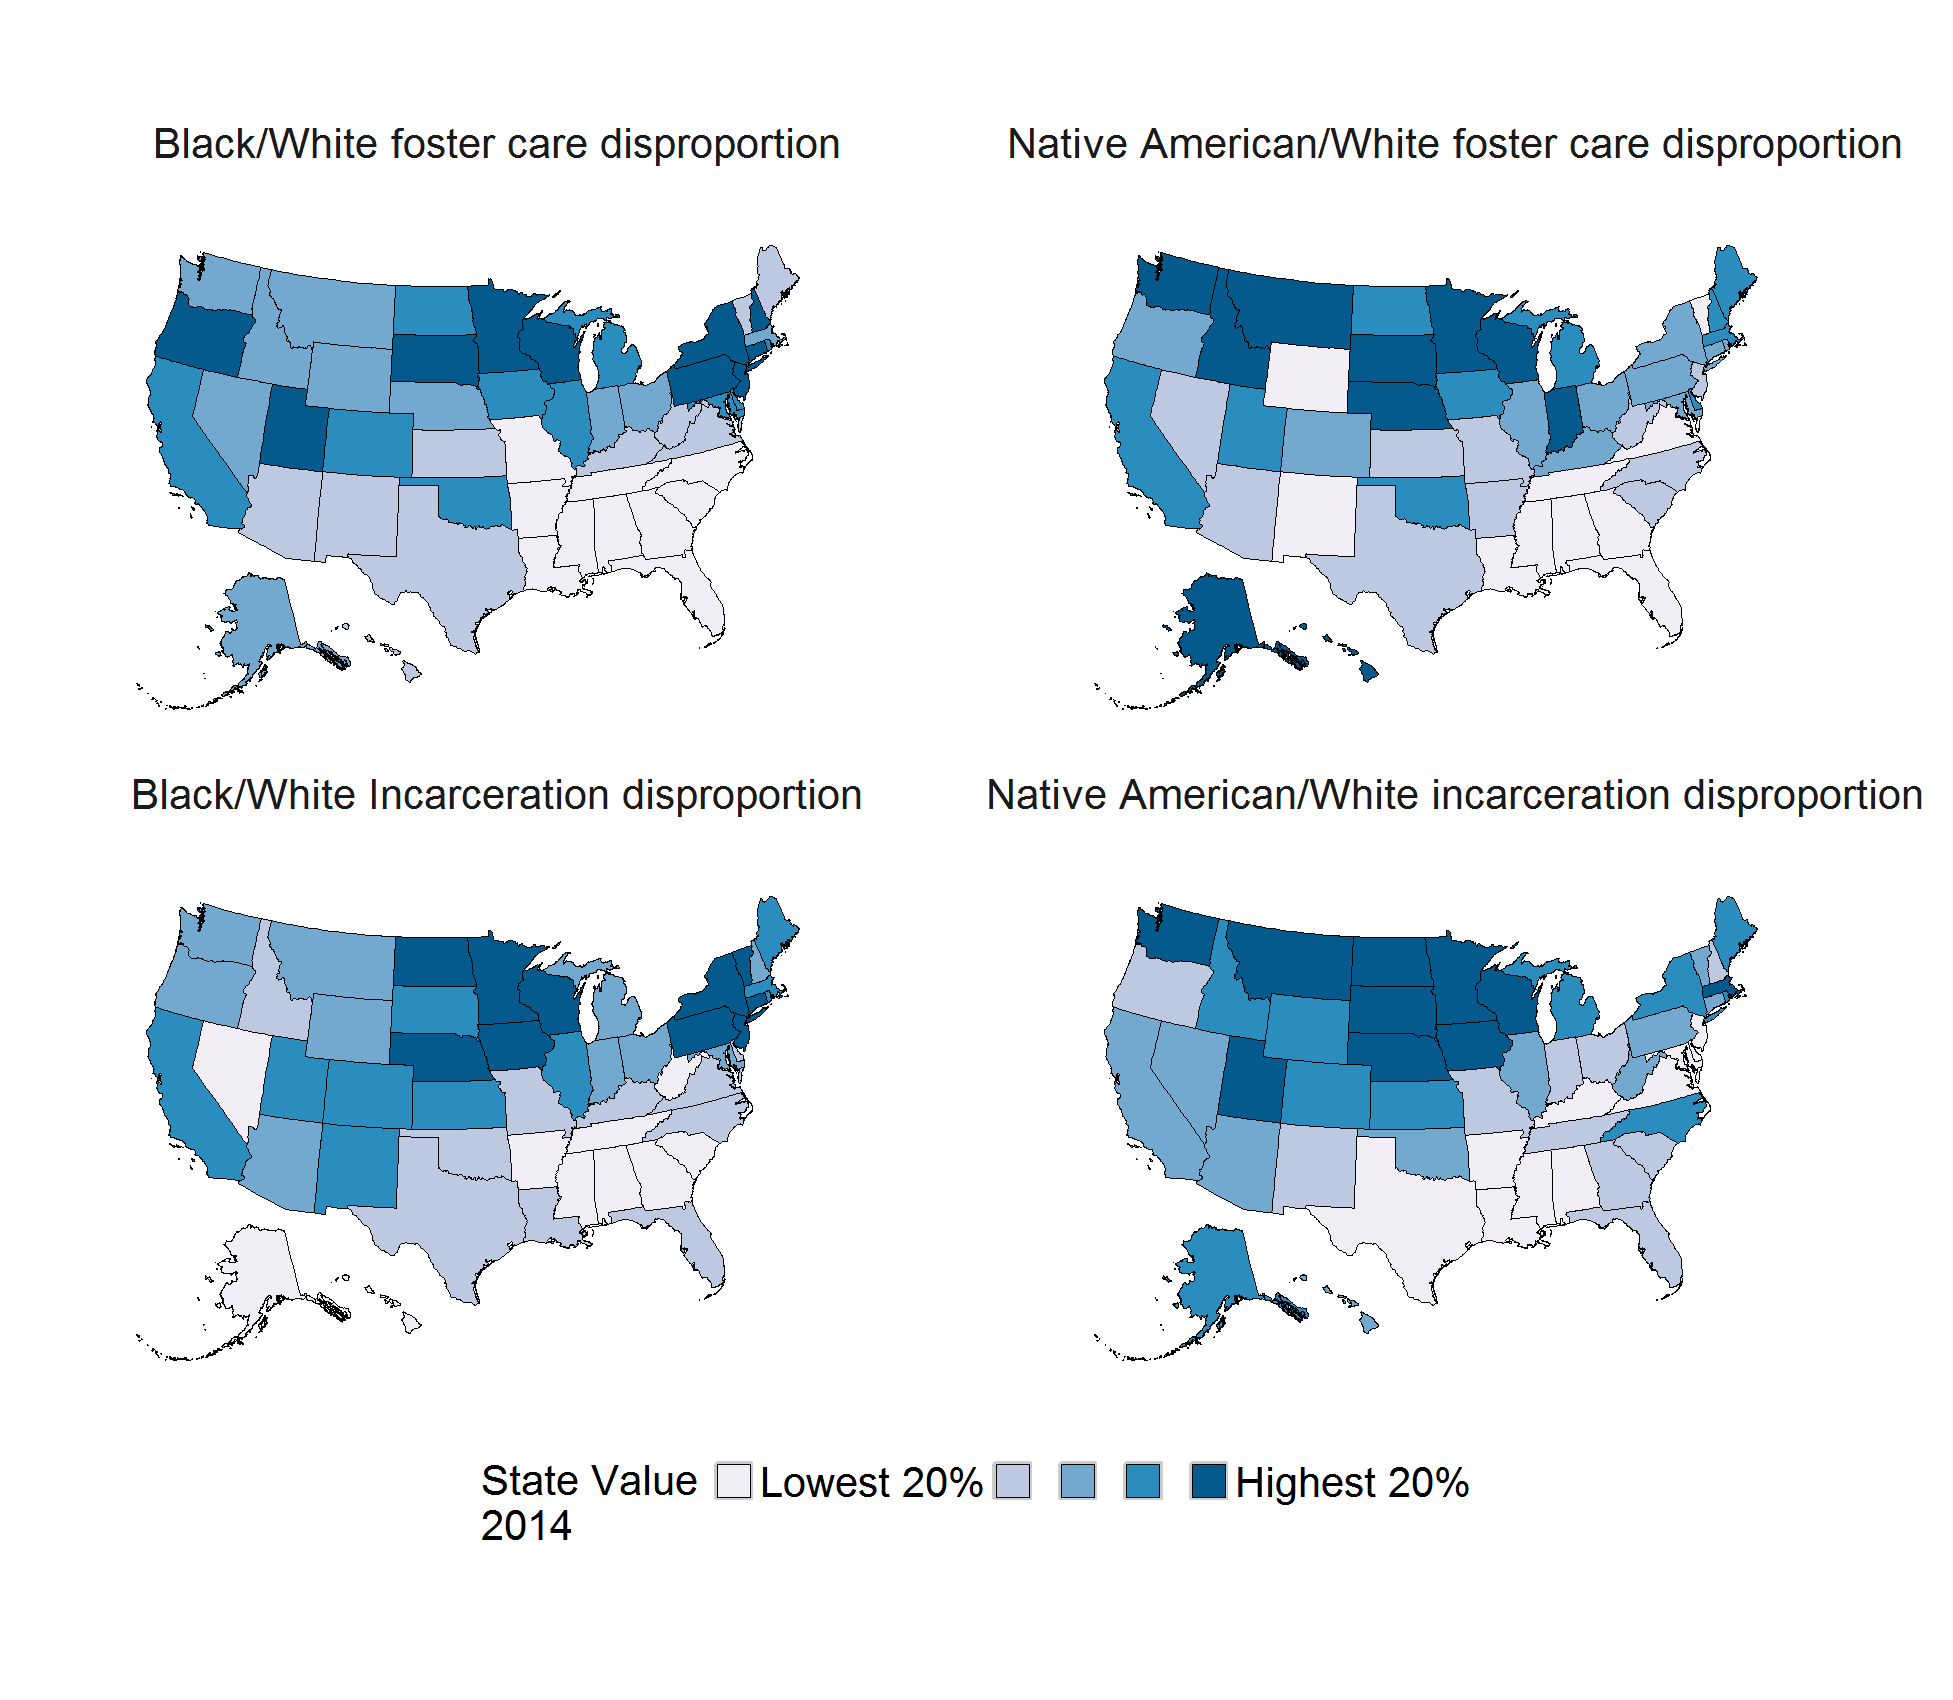 Black/White foster care disproportion
Native American/White foster care disproportion
Black/White Incarceration disproportion
Native American/White incarceration disproportion
State Value
2014
Lowest 20%
Highest 20%